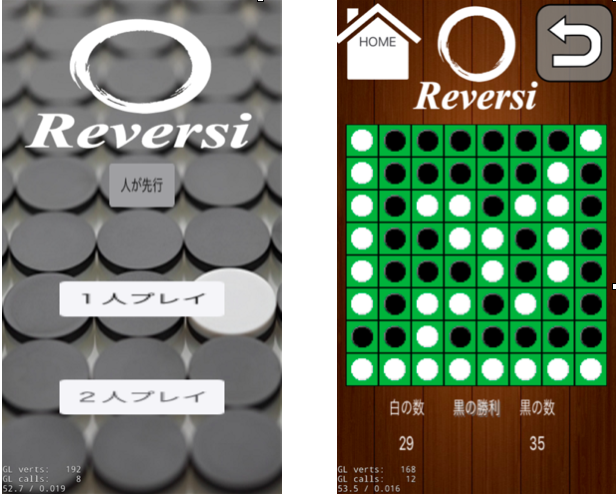 Reversi
人が先行
1人プレイ
2人プレイ
GL verts: 192
GL calls: 8
52.7 / 0.019
HOME
Reversi
白の数 黒の勝利 黒の数
29 35
GL verts: 168
GL calls: 12
53.5 / 0.016